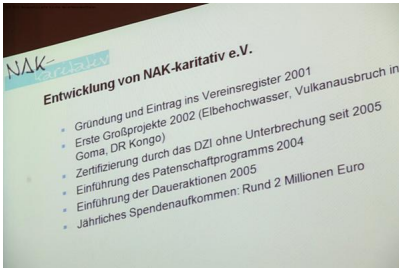 NAK-
karitativ
Entwicklung von NAK-karitativ e.V.
Gründung und Eintrag ins Vereinsregister 2001
Erste Großprojekte 2002 (Elbehochwasser, Vulkanausbruch in
Goma, DR Kongo)
Zertifizierung durch das DZI ohne Unterbrechung seit 2005
Einführung des Patenschaftprogramms 2004
Einführung der Daueraktionen 2005
Jährliches Spendenaufkommen: Rund 2 Millionen Euro